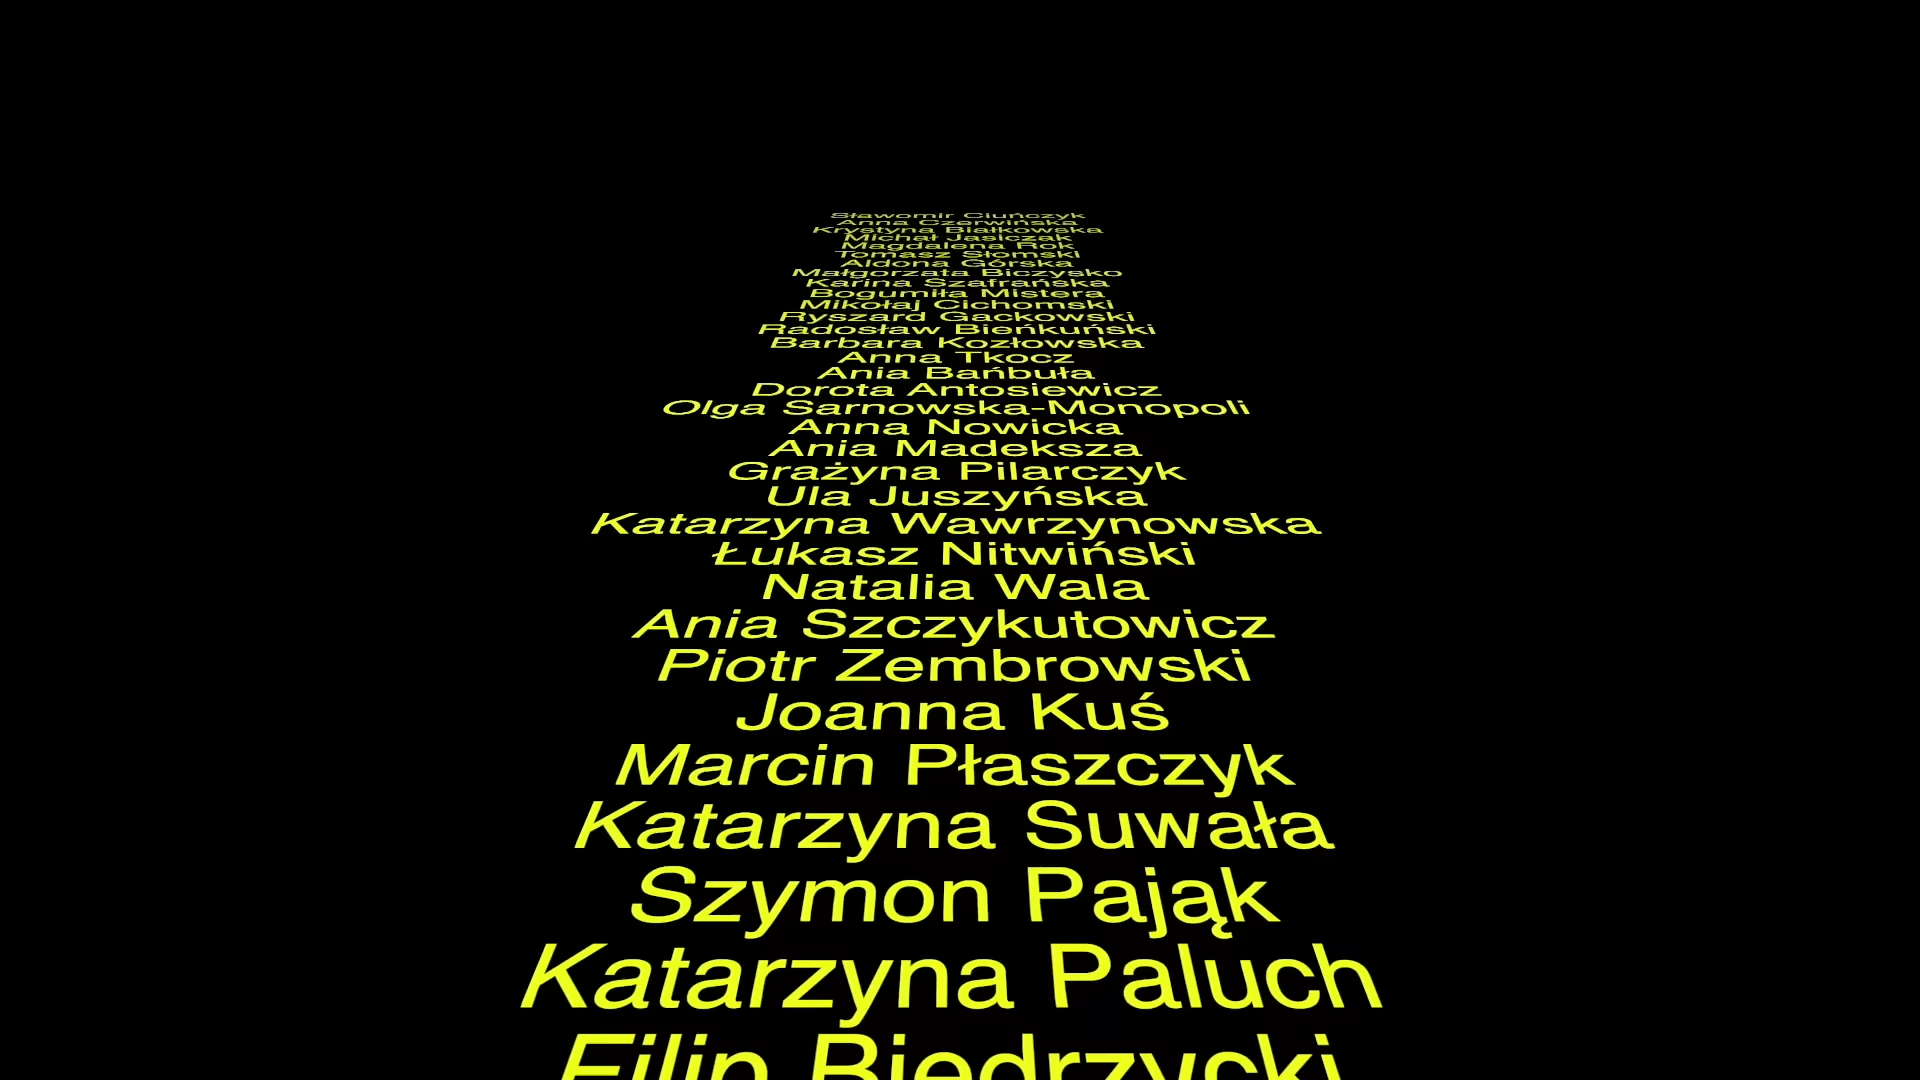 Sławomir Ciuńczyk
Anna Czerwińska
Krystyna Białkowska
Michał Jasiczak
Magdalena Rok
Tomasz Słomski
Aldona Górska
Małgorzata Biczysko
Karina Szafrańska
Bogumiła Mistera
Mikołaj Cichomski
Ryszard Gackowski
Radosław Bieńkuński
Barbara Kozłowska
Anna Tkocz
Ania Bańbuła
Dorota Antosiewicz
Olga Sarnowska-Monopoli
Anna Nowicka
Ania Madeksza
Grażyna Pilarczyk
Ula Juszyńska
Katarzyna Wawrzynowska
Łukasz Nitwiński
Natalia Wala
Ania Szczykutowicz
Piotr Zembrowski
Joanna Kuś
Marcin Płaszczyk
Katarzyna Suwała
Szymon Pająk
Katarzyna Paluch
Filip Biedrzycki